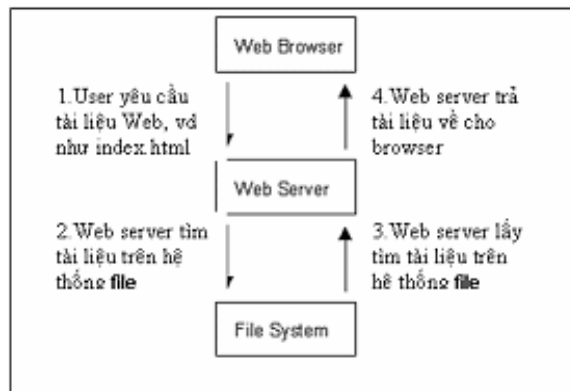 Web Browser
1.User yêu cầu
tài liệu Web, vd
như index.html
4.Web server trả
tài liệu về cho
browser
Web Server
2.Web server tìm
tài liệu trên hệ
thống file
3.Web server lấy
tìm tài liệu trên
hê thống file
File System